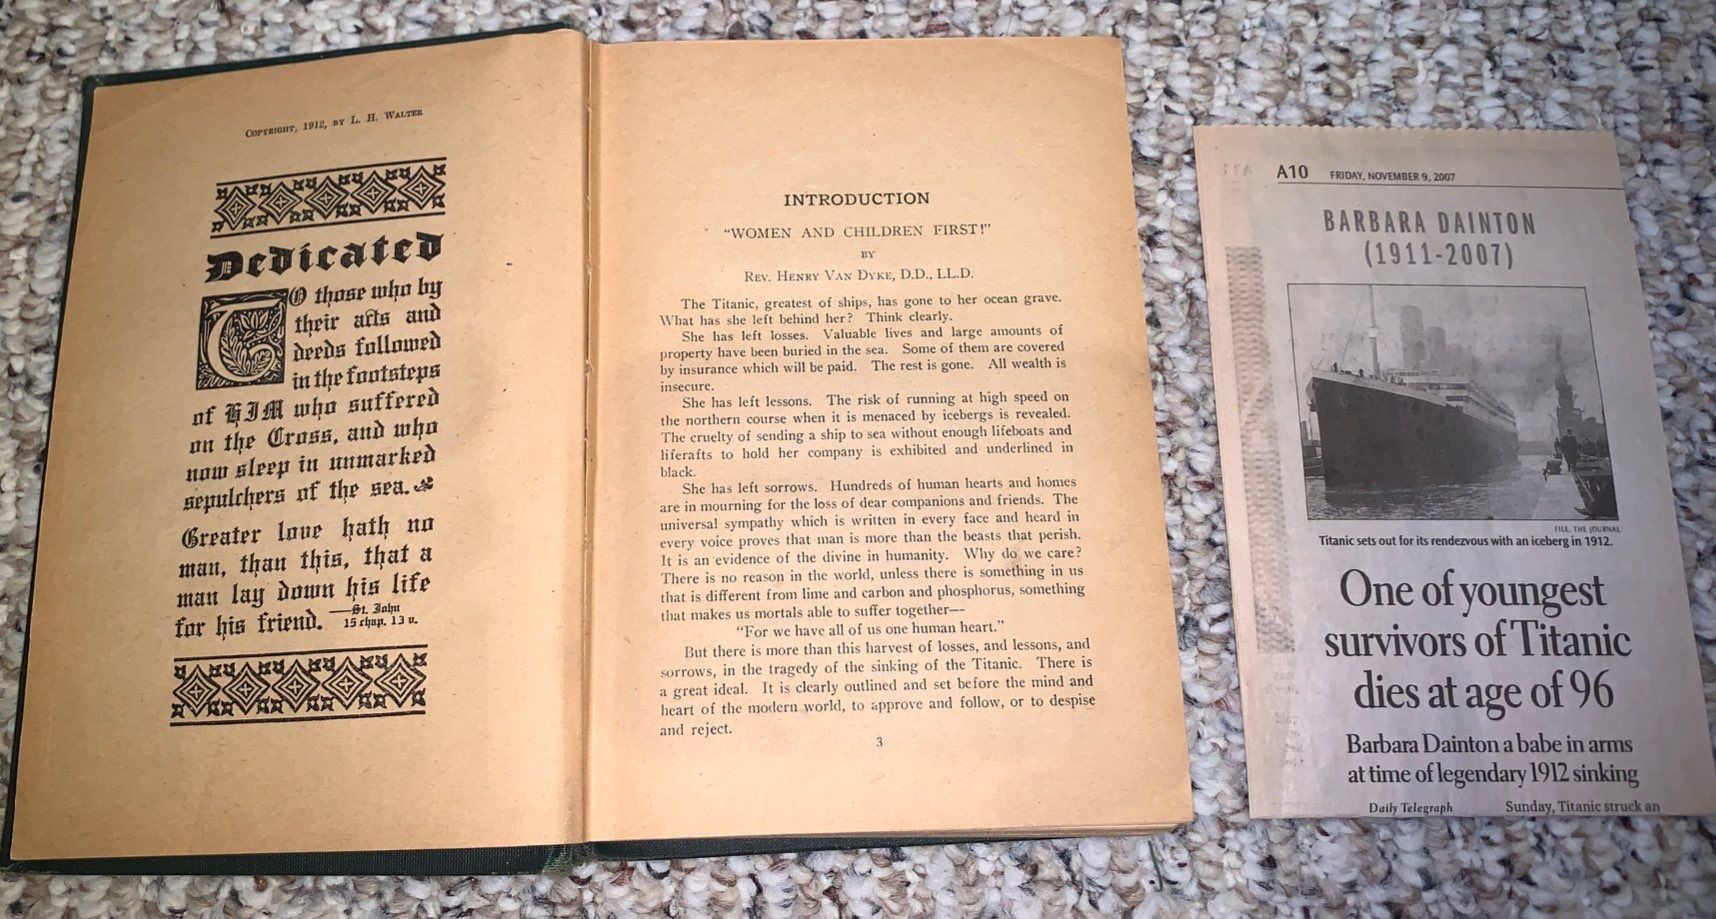 COPYRIGHT, 1912, BY L. H. WALTER
Dedicated
TO those who by
their acts and
deeds followed
in the footsteps
of HIM who suffered
on the Cross, and who
now sleep in unmarked
sepulchers of the sea.
Greater love hath no
man, than this, that a
man lay down his life
for his friend. —St. John
15 chap. 13 v.
INTRODUCTION
"WOMEN AND CHILDREN FIRST!"
BY
REV. HENRY VAN DYKE, D.D., LL.D.
The Titanic, greatest of ships, has gone to her ocean grave.
What has she left behind her? Think clearly.
She has left losses. Valuable lives and large amounts of
property have been buried in the sea. Some of them are covered
by insurance which will be paid. The rest is gone. All wealth is
insecure.
She has left lessons. The risk of running at high speed on
the northern course when it is menaced by icebergs is revealed.
The cruelty of sending a ship to sea without enough lifeboats and
liferafts to hold her company is exhibited and underlined in
black.
She has left sorrows. Hundreds of human hearts and homes
are in mourning for the loss of dear companions and friends. The
universal sympathy which is written in every face and heard in
every voice proves that man is more than the beasts that perish.
It is an evidence of the divine in humanity. Why do we care?
There is no reason in the world, unless there is something in us
that is different from lime and carbon and phosphorus, something
that makes us mortals able to suffer together—
"For we have all of us one human heart."
But there is more than this harvest of losses, and lessons, and
sorrows, in the tragedy of the sinking of the Titanic. There is
a great ideal. It is clearly outlined and set before the mind and
heart of the modern world, to approve and follow, or to despise
and reject.
3
A10 FRIDAY, NOVEMBER 9, 2007
BARBARA DAINTON
(1911-2007)
FILE, THE JOURNAL
Titanic sets out for its rendezvous with an iceberg in 1912.
One of youngest
survivors of Titanic
dies at age of 96
Barbara Dainton a babe in arms
at time of legendary 1912 sinking
Daily Telegraph
Sunday, Titanic struck an